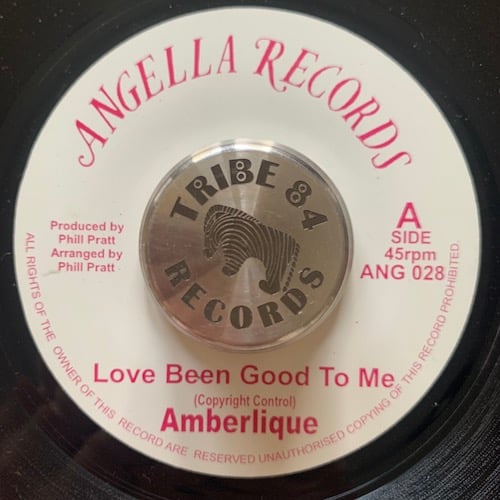 ANGELLA RECORDS
TRIBE 84
RECORDS
Produced by
Phill Pratt
Arranged by
Phill Pratt
A
SIDE
45rpm
ANG 028
Love Been Good To Me
(Copyright Control)
Amberlique
ALL RIGHTS OF THE OWNER OF THIS RECORD ARE RESERVED UNAUTHORISED COPYING OF THIS RECORD PROHIBITED.